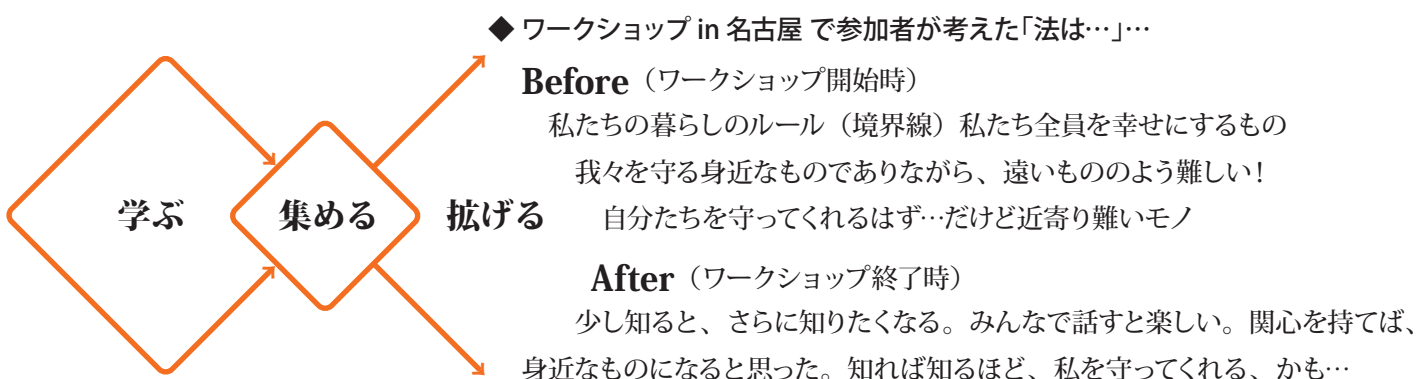 ◆ ワークショップ in 名古屋 で参加者が考えた「法は…」…
Before（ワークショップ開始時）
私たちの暮らしのルール（境界線）私たち全員を幸せにするもの
我々を守る身近なものでありながら、遠いもののよう難しい！
学ぶ 集める 拡げる 自分たちを守ってくれるはず…だけど近寄り難いモノ
After（ワークショップ終了時）
少し知ると、さらに知りたくなる。みんなで話すと楽しい。関心を持てば、
身近なものになると思った。知れば知るほど、私を守ってくれる、かも…